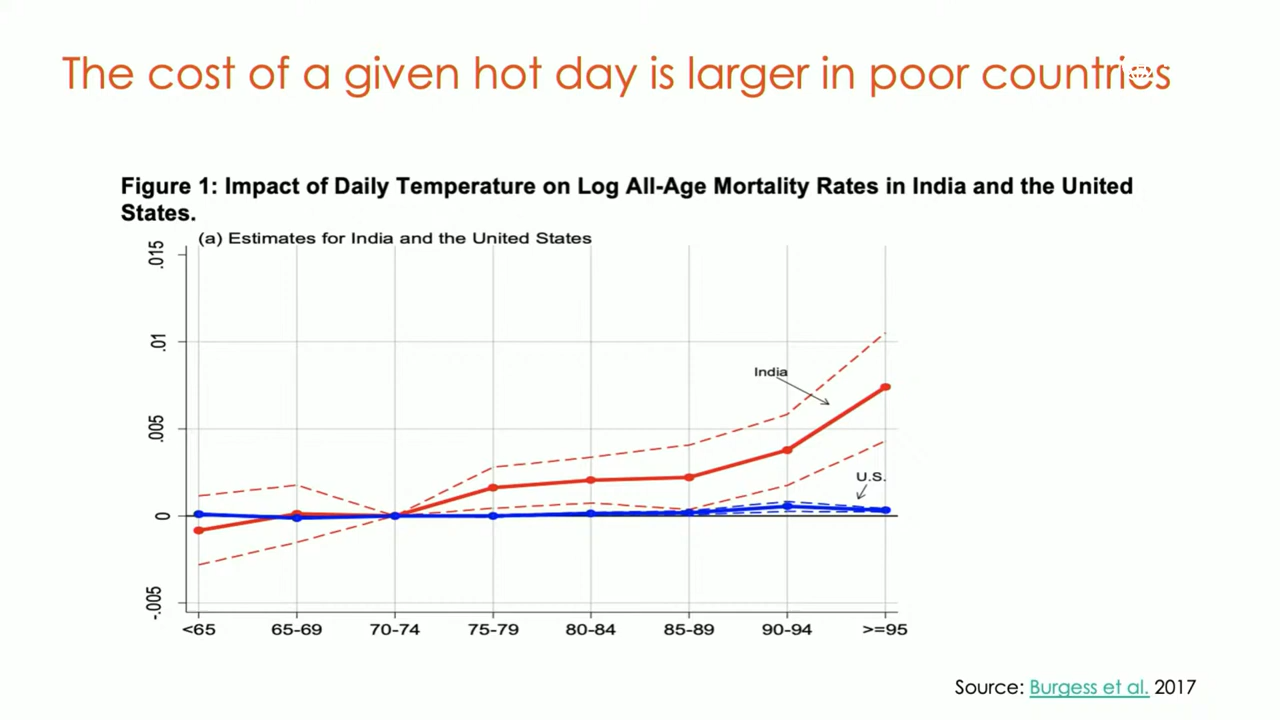 The cost of a given hot day is larger in poor countries
Figure 1: Impact of Daily Temperature on Log All-Age Mortality Rates in India and the United
States.
(a) Estimates for India and the United States
.015
.01
.005
0
-.005
India
U.S.
<65 65-69 70-74 75-79 80-84 85-89 90-94 >=95
Source: Burgess et al. 2017